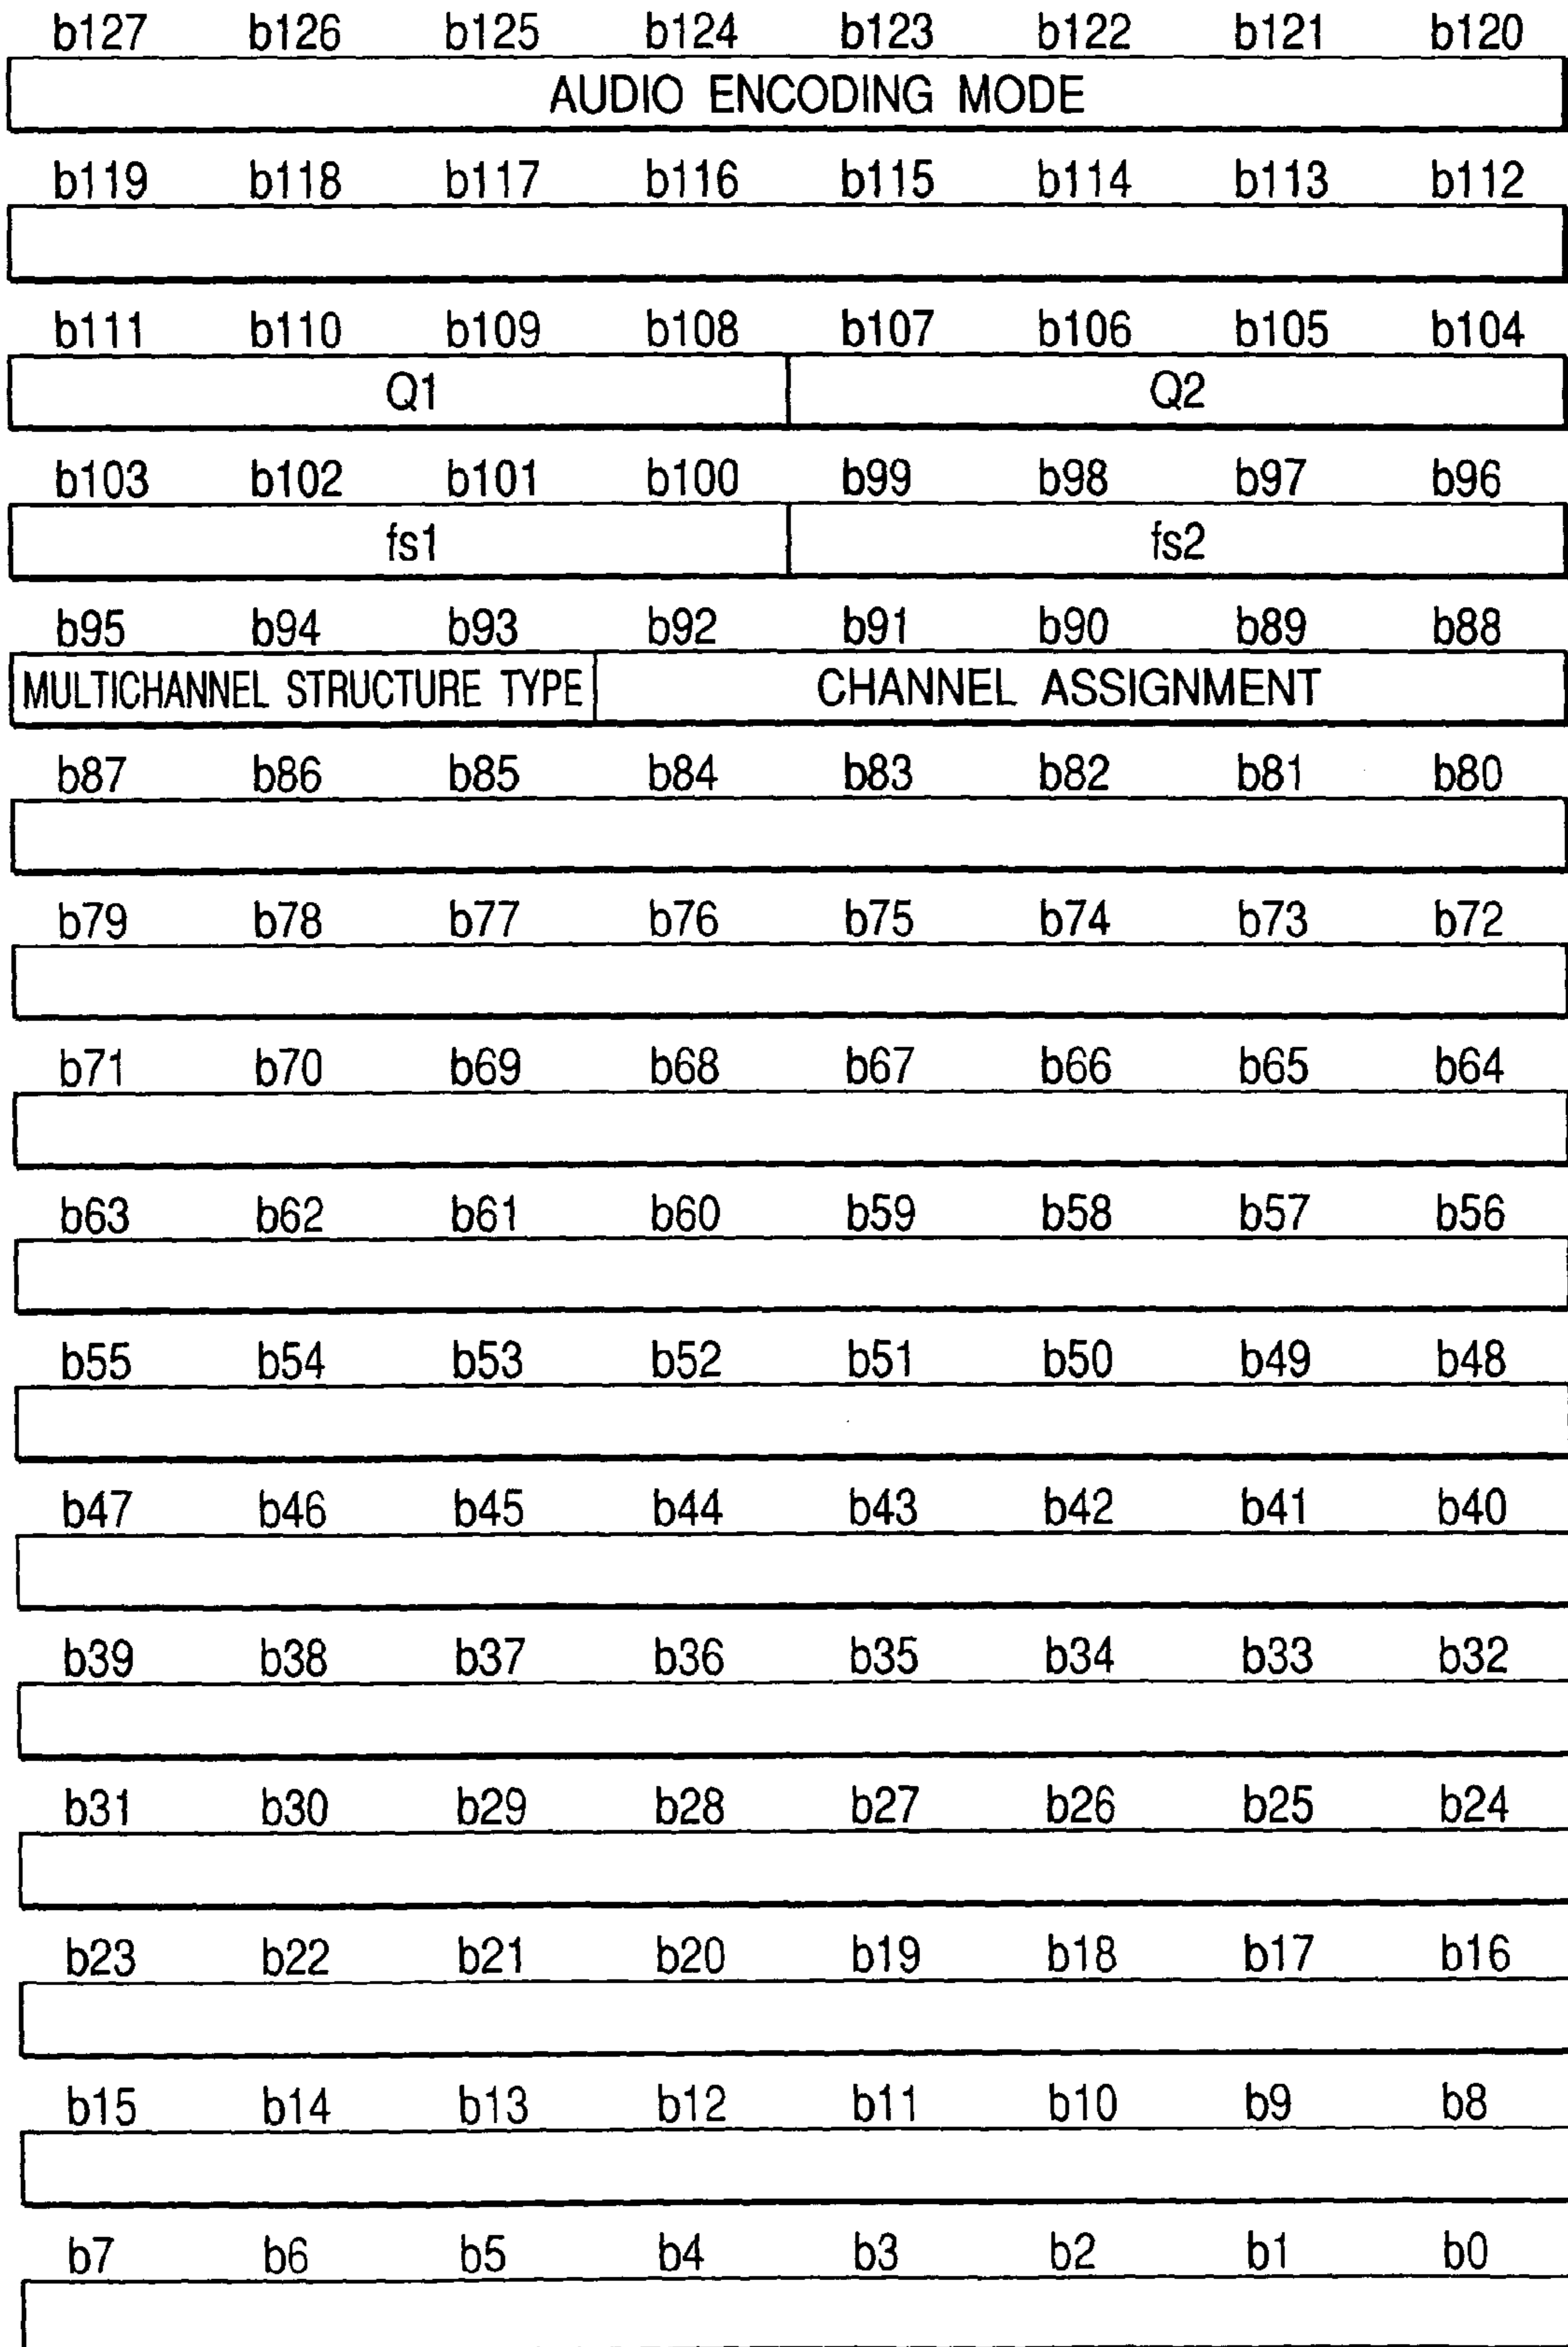 b127 b126 b125 b124 b123 b122 b121 b120
AUDIO ENCODING MODE
b119 b118 b117 b116 b115 b114 b113 b112
b111 b110 b109 b108 b107 b106 b105 b104
Q1 Q2
b103 b102 b101 b100 b99 b98 b97 b96
fs1 fs2
b95 b94 b93 b92 b91 b90 b89 b88
MULTICHANNEL STRUCTURE TYPE CHANNEL ASSIGNMENT
b87 b86 b85 b84 b83 b82 b81 b80
b79 b78 b77 b76 b75 b74 b73 b72
b71 b70 b69 b68 b67 b66 b65 b64
b63 b62 b61 b60 b59 b58 b57 b56
b55 b54 b53 b52 b51 b50 b49 b48
b47 b46 b45 b44 b43 b42 b41 b40
b39 b38 b37 b36 b35 b34 b33 b32
b31 b30 b29 b28 b27 b26 b25 b24
b23 b22 b21 b20 b19 b18 b17 b16
b15 b14 b13 b12 b11 b10 b9 b8
b7 b6 b5 b4 b3 b2 b1 b0